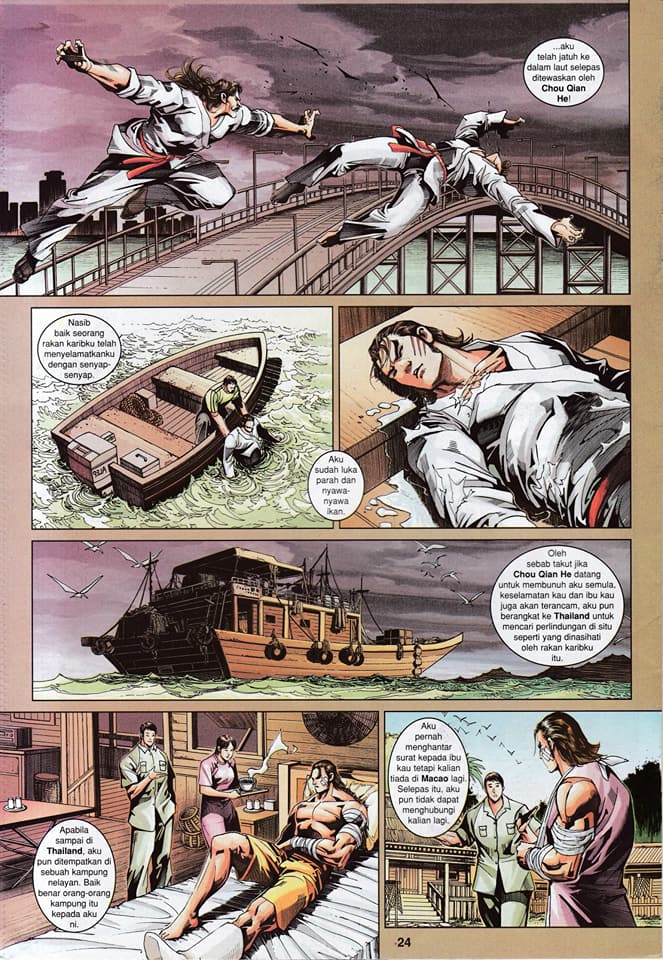 ...aku
telah jatuh ke
dalam laut selepas
ditewaskan oleh
Chou Qian
He!
Nasib
baik seorang
rakan karibku telah
menyelamatkanku
dengan senyap-
senyap.
Aku
sudah luka
parah dan
nyawa-
nyawa
ikan.
Oleh
sebab takut jika
Chou Qian He datang
untuk membunuh aku semula,
keselamatan kau dan ibu kau
juga akan terancam, aku pun
berangkat ke Thailand untuk
mencari perlindungan di situ
seperti yang dinasihati
oleh rakan karibku
itu.
Apabila
sampai di
Thailand, aku
pun ditempatkan di
sebuah kampung
nelayan. Baik
benar orang-orang
kampung itu
kepada aku
ni.
Aku
pernah
menghantar
surat kepada ibu
kau tetapi kalian
tiada di Macao lagi.
Selepas itu, aku
pun tidak dapat
menghubungi
kalian lagi.
24